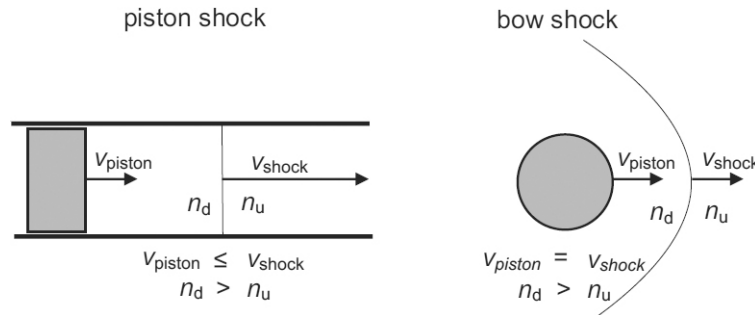 piston shock
v_piston
v_shock
n_d
n_u
v_piston ≤ v_shock
n_d > n_u
bow shock
v_piston
v_shock
n_d
n_u
v_piston = v_shock
n_d > n_u